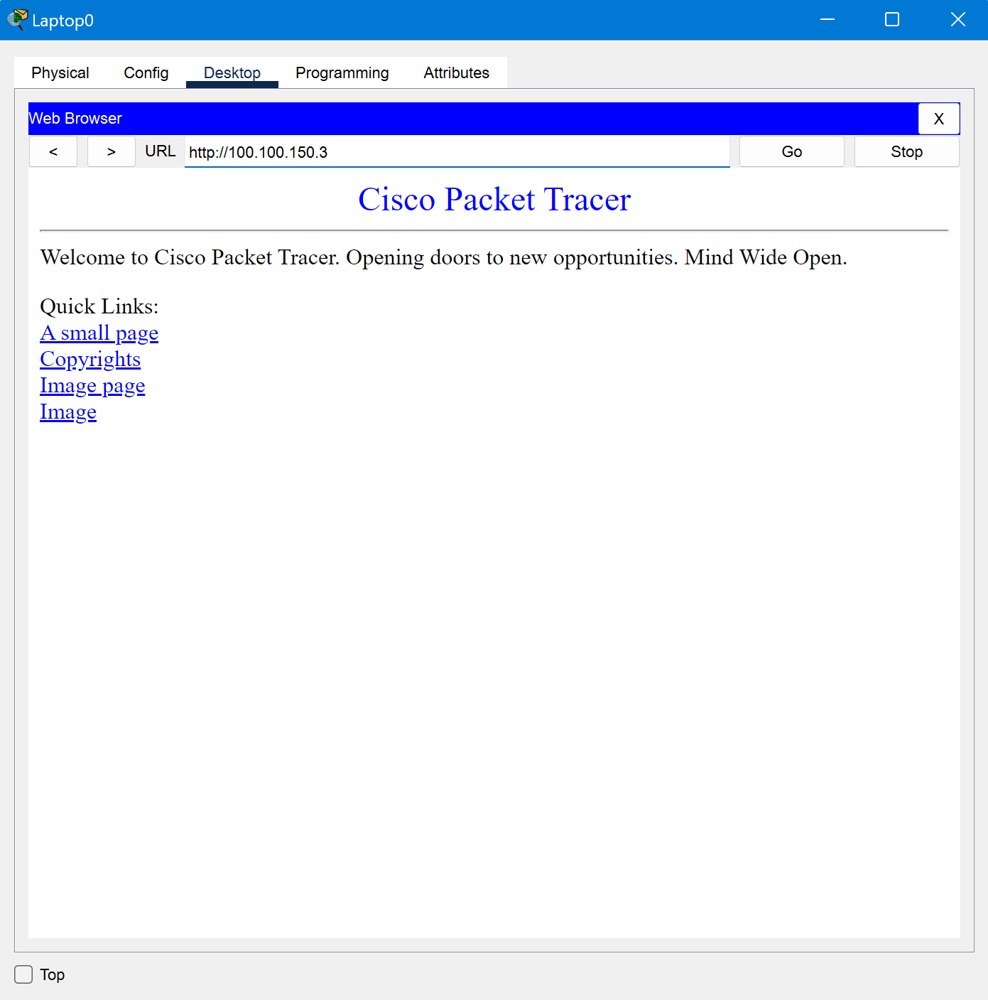 Laptop0
Physical Config Desktop Programming Attributes
Web Browser X
< > URL http://100.100.150.3 Go Stop
Cisco Packet Tracer
Welcome to Cisco Packet Tracer. Opening doors to new opportunities. Mind Wide Open.
Quick Links:
A small page
Copyrights
Image page
Image
Top